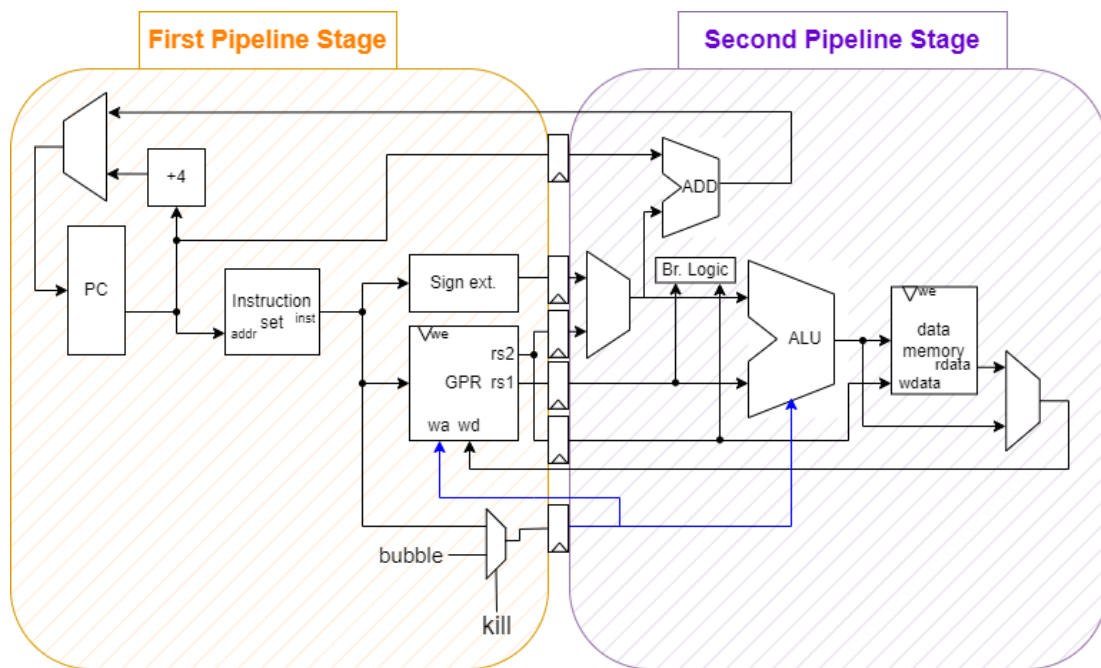 First Pipeline Stage
Second Pipeline Stage
+4
ADD
PC
Instruction
set
inst
addr
Sign ext.
Br. Logic
we
rs2
GPR rs1
wa wd
ALU
we
data
memory
rdata
wdata
bubble
kill